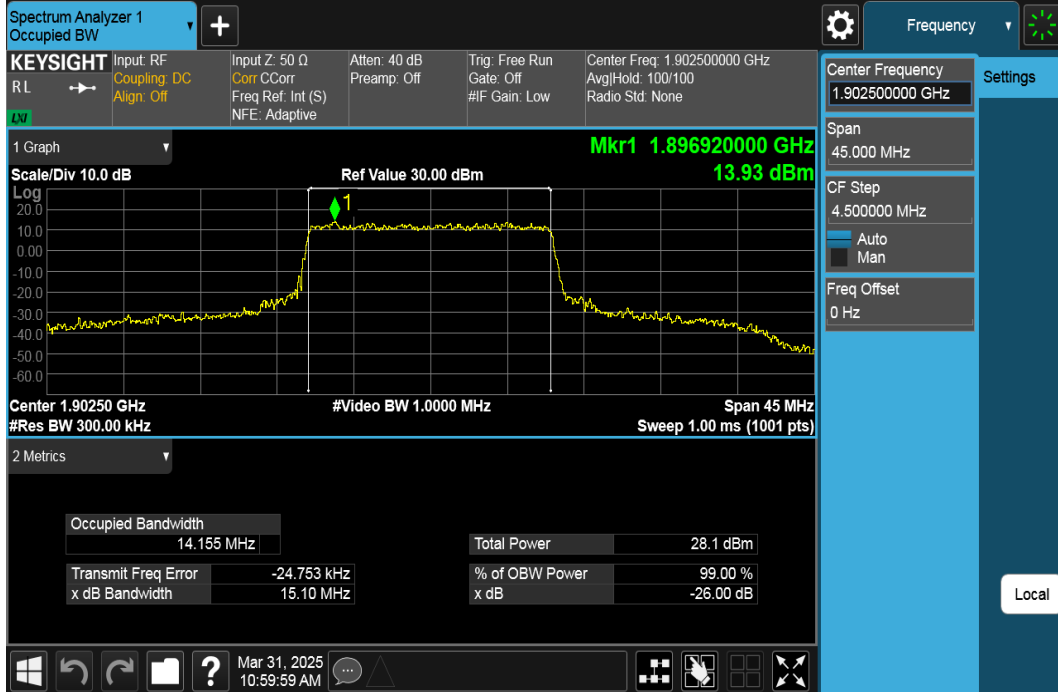 Spectrum Analyzer 1
Occupied BW
Frequency
KEYSIGHT
RL
LXI
Input: RF
Coupling: DC
Align: Off
Input Z: 50 Ω
Corr CCorr
Freq Ref: Int (S)
NFE: Adaptive
Atten: 40 dB
Preamp: Off
Trig: Free Run
Gate: Off
#IF Gain: Low
Center Freq: 1.902500000 GHz
Avg|Hold: 100/100
Radio Std: None
Center Frequency
1.902500000 GHz
Settings
Span
45.000 MHz
CF Step
4.500000 MHz
Auto
Man
Freq Offset
0 Hz
Local
1 Graph
Mkr1 1.896920000 GHz
13.93 dBm
Scale/Div 10.0 dB
Ref Value 30.00 dBm
Log
1
20.0
10.0
0.00
-10.0
-20.0
-30.0
-40.0
-50.0
-60.0
Center 1.90250 GHz
#Video BW 1.0000 MHz
Span 45 MHz
#Res BW 300.00 kHz
Sweep 1.00 ms (1001 pts)
2 Metrics
Occupied Bandwidth
14.155 MHz
Total Power 28.1 dBm
Transmit Freq Error -24.753 kHz
% of OBW Power 99.00 %
x dB Bandwidth 15.10 MHz
x dB -26.00 dB
?
Mar 31, 2025
10:59:59 AM